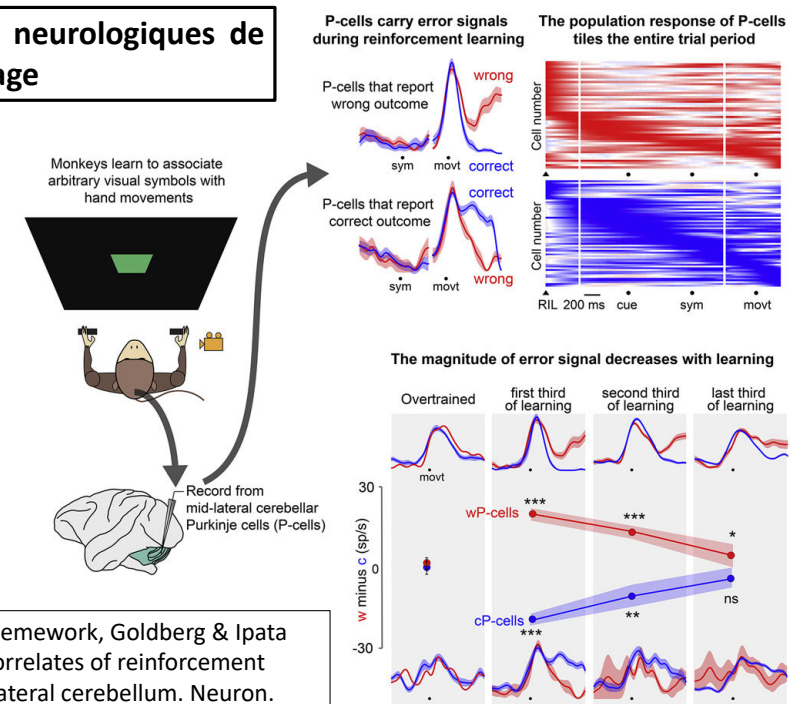 neurologiques de
P-cells carry error signals
during reinforcement learning
P-cells that report
wrong outcome
wrong
sym movt correct
P-cells that report
correct outcome
correct
sym movt wrong
The population response of P-cells
tiles the entire trial period
Cell number
Cell number
RIL 200 ms cue sym movt
Monkeys learn to associate
arbitrary visual symbols with
hand movements
Record from
mid-lateral cerebellar
Purkinje cells (P-cells)
The magnitude of error signal decreases with learning
Overtrained
first third
of learning
second third
of learning
last third
of learning
movt
30
0
-30
w minus c (sp/s)
wP-cells
***
***
*
cP-cells
***
**
ns
Goldberg & Ipata
reinforcement
cerebellum. Neuron.